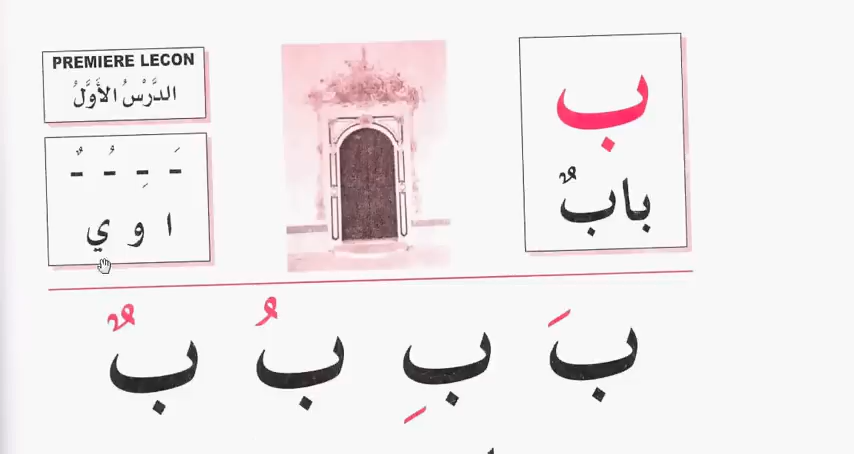 PREMIERE LECON
الدَّرْسُ الأَوَّلُ
ـَ ـِ ـُ ـٌ
ا و ي
ب
بابٌ
بَ بِ بُ بٌ